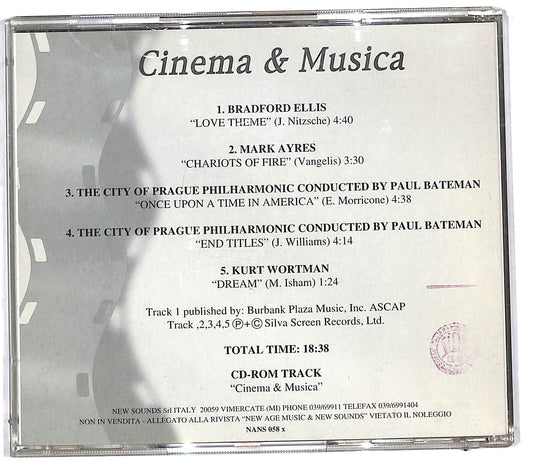 Cinema & Musica
1. BRADFORD ELLIS
“LOVE THEME” (J. Nitzsche) 4:40
2. MARK AYRES
“CHARIOTS OF FIRE” (Vangelis) 3:30
3. THE CITY OF PRAGUE PHILHARMONIC CONDUCTED BY PAUL BATEMAN
“ONCE UPON A TIME IN AMERICA” (E. Morricone) 4:38
4. THE CITY OF PRAGUE PHILHARMONIC CONDUCTED BY PAUL BATEMAN
“END TITLES” (J. Williams) 4:14
5. KURT WORTMAN
“DREAM” (M. Isham) 1:24
Track 1 published by: Burbank Plaza Music, Inc. ASCAP
Track ,2,3,4,5 Ⓟ+© Silva Screen Records, Ltd.
TOTAL TIME: 18:38
CD-ROM TRACK
“Cinema & Musica”
NEW SOUNDS Srl ITALY 20059 VIMERCATE (MI) PHONE 039/69911 TELEFAX 039/6991404
NON IN VENDITA - ALLEGATO ALLA RIVISTA “NEW AGE MUSIC & NEW SOUNDS” VIETATO IL NOLEGGIO
NANS 058 x